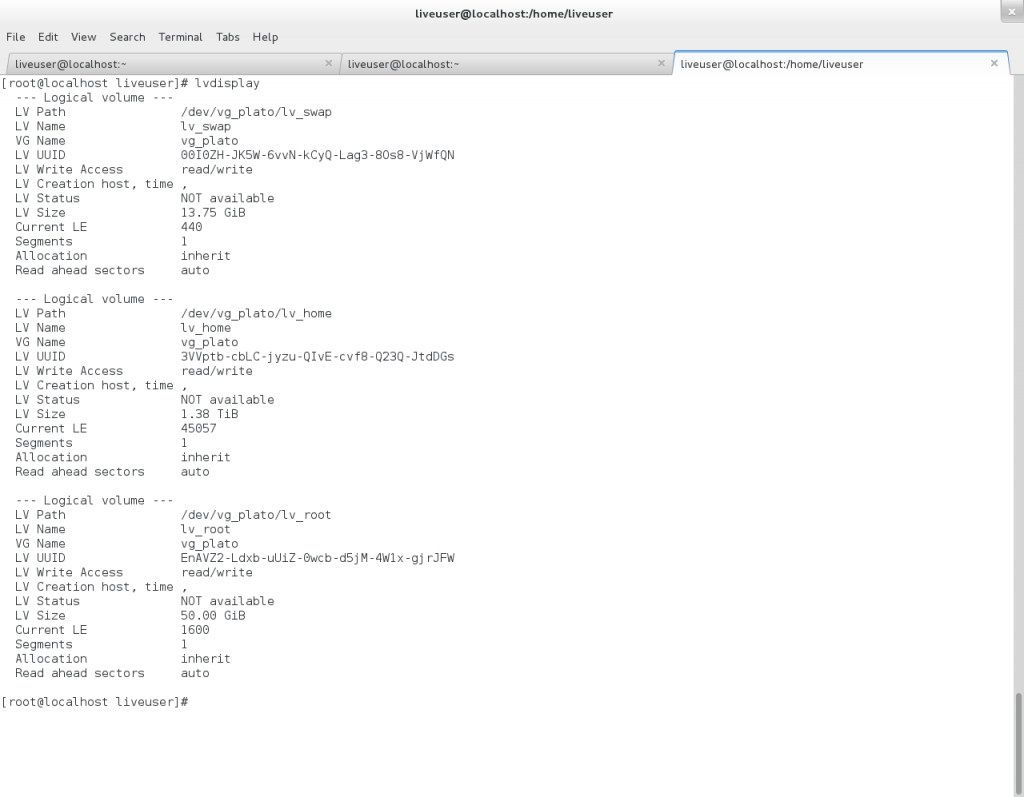 liveuser@localhost:/home/liveuser
File Edit View Search Terminal Tabs Help
liveuser@localhost:~ liveuser@localhost:~ liveuser@localhost:/home/liveuser
[root@localhost liveuser]# lvdisplay
--- Logical volume ---
LV Path /dev/vg_plato/lv_swap
LV Name lv_swap
VG Name vg_plato
LV UUID 00I0ZH-JK5W-6vvN-kCyQ-Lag3-8Os8-VjWfQN
LV Write Access read/write
LV Creation host, time ,
LV Status NOT available
LV Size 13.75 GiB
Current LE 440
Segments 1
Allocation inherit
Read ahead sectors auto
--- Logical volume ---
LV Path /dev/vg_plato/lv_home
LV Name lv_home
VG Name vg_plato
LV UUID 3VVptb-cbLC-jyzu-QIvE-cvf8-Q23Q-JtdDGs
LV Write Access read/write
LV Creation host, time ,
LV Status NOT available
LV Size 1.38 TiB
Current LE 45057
Segments 1
Allocation inherit
Read ahead sectors auto
--- Logical volume ---
LV Path /dev/vg_plato/lv_root
LV Name lv_root
VG Name vg_plato
LV UUID EnAVZ2-Ldxb-uUiZ-0wcb-d5jM-4W1x-gjrJFW
LV Write Access read/write
LV Creation host, time ,
LV Status NOT available
LV Size 50.00 GiB
Current LE 1600
Segments 1
Allocation inherit
Read ahead sectors auto
[root@localhost liveuser]#